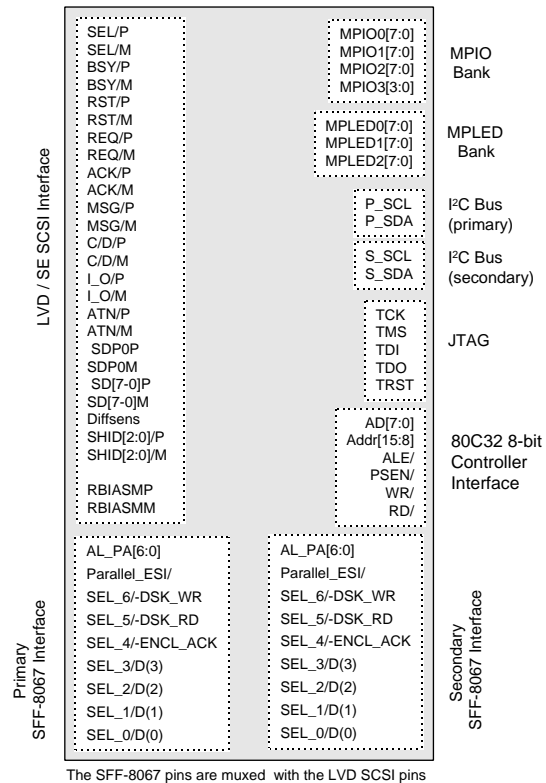 LVD / SE SCSI Interface
SEL/P
SEL/M
BSY/P
BSY/M
RST/P
RST/M
REQ/P
REQ/M
ACK/P
ACK/M
MSG/P
MSG/M
C/D/P
C/D/M
I_O/P
I_O/M
ATN/P
ATN/M
SDP0P
SDP0M
SD[7-0]P
SD[7-0]M
Diffsens
SHID[2:0]/P
SHID[2:0]/M
RBIASMP
RBIASMM
MPIO0[7:0]
MPIO1[7:0]
MPIO2[7:0]
MPIO3[3:0]
MPIO
Bank
MPLED0[7:0]
MPLED1[7:0]
MPLED2[7:0]
MPLED
Bank
P_SCL
P_SDA
I²C Bus
(primary)
S_SCL
S_SDA
I²C Bus
(secondary)
TCK
TMS
TDI
TDO
TRST
JTAG
AD[7:0]
Addr[15:8]
ALE/
PSEN/
WR/
RD/
80C32 8-bit
Controller
Interface
Primary
SFF-8067 Interface
AL_PA[6:0]
Parallel_ESI/
SEL_6/-DSK_WR
SEL_5/-DSK_RD
SEL_4/-ENCL_ACK
SEL_3/D(3)
SEL_2/D(2)
SEL_1/D(1)
SEL_0/D(0)
AL_PA[6:0]
Parallel_ESI/
SEL_6/-DSK_WR
SEL_5/-DSK_RD
SEL_4/-ENCL_ACK
SEL_3/D(3)
SEL_2/D(2)
SEL_1/D(1)
SEL_0/D(0)
Secondary
SFF-8067 Interface
The SFF-8067 pins are muxed with the LVD SCSI pins